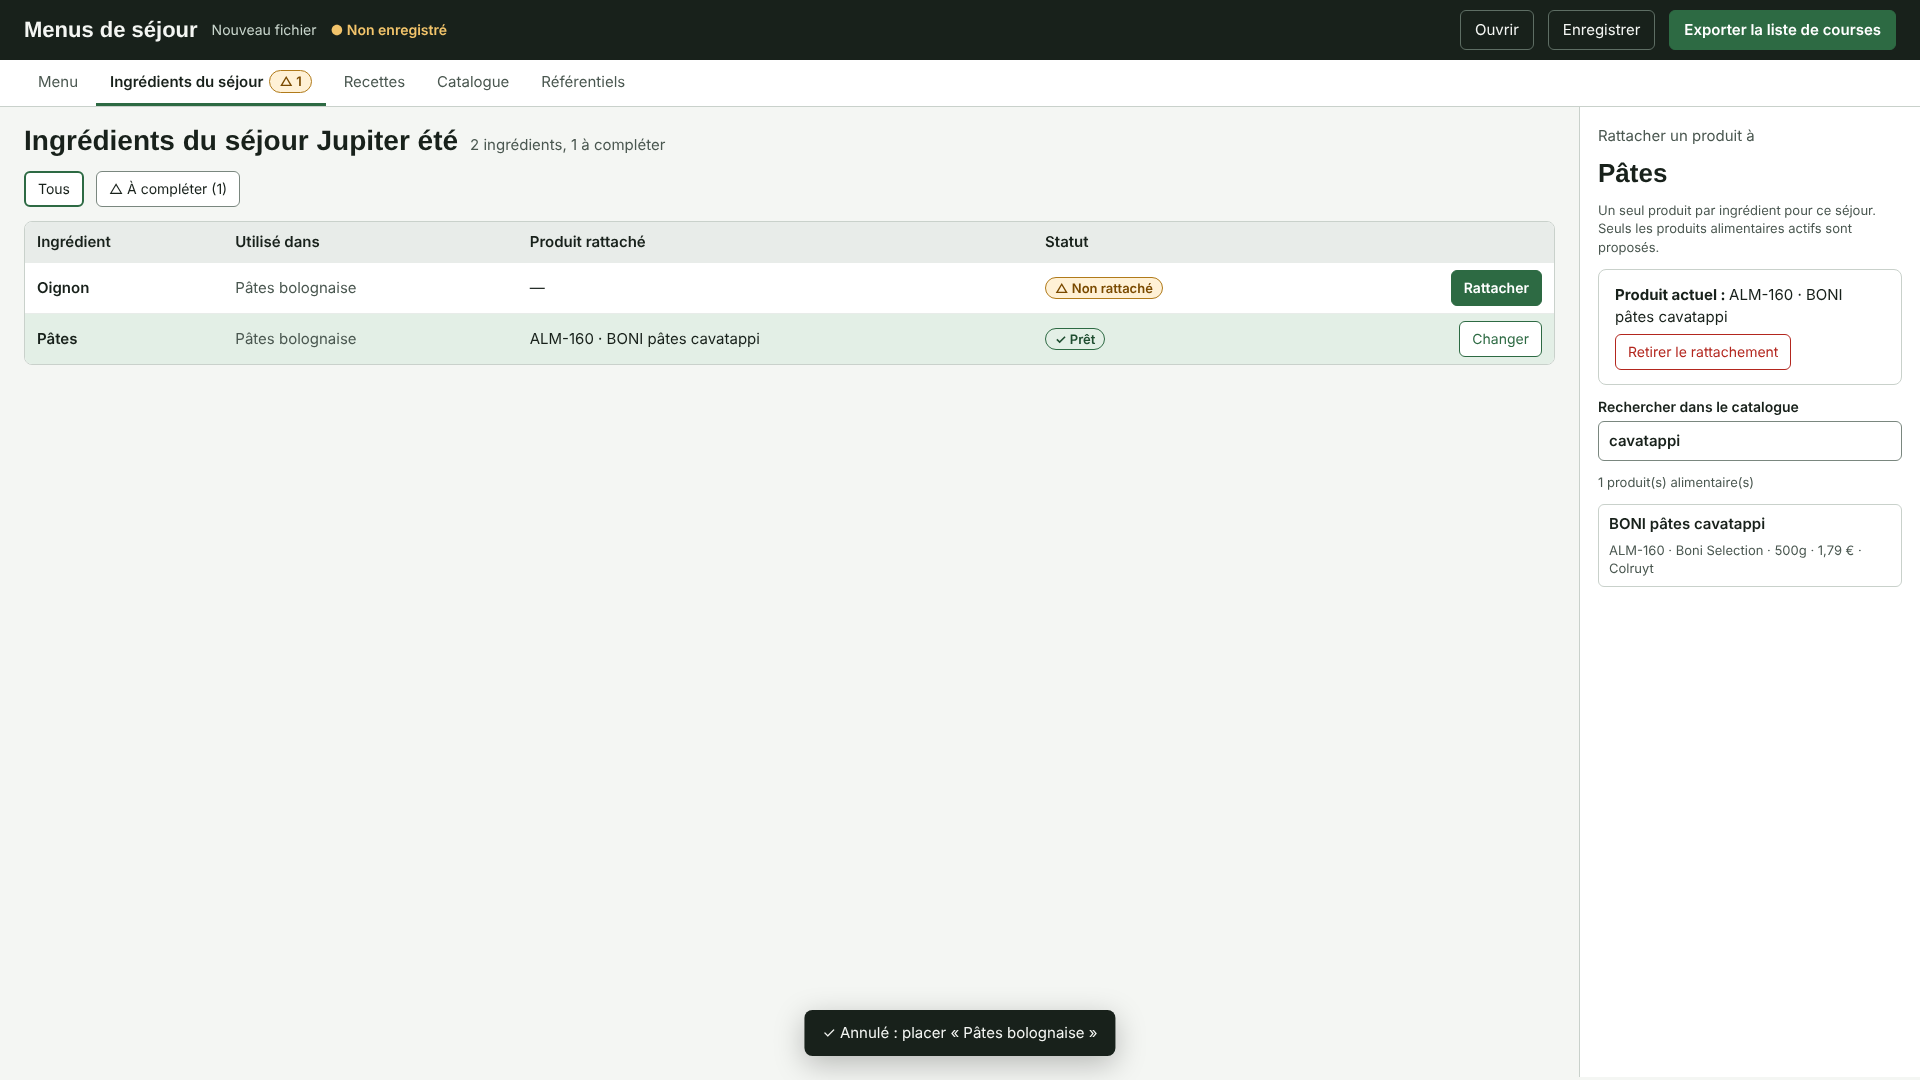 Menus de séjour
Nouveau fichier
Non enregistré
Ouvrir
Enregistrer
Exporter la liste de courses
Menu
Ingrédients du séjour
1
Recettes
Catalogue
Référentiels
Ingrédients du séjour Jupiter été
2 ingrédients, 1 à compléter
Tous
△ À compléter (1)
Ingrédient
Utilisé dans
Produit rattaché
Statut
Oignon
Pâtes bolognaise
—
△ Non rattaché
Rattacher
Pâtes
Pâtes bolognaise
ALM-160 · BONI pâtes cavatappi
✓ Prêt
Changer
Rattacher un produit à
Pâtes
Un seul produit par ingrédient pour ce séjour.
Seuls les produits alimentaires actifs sont
proposés.
Produit actuel : ALM-160 · BONI
pâtes cavatappi
Retirer le rattachement
Rechercher dans le catalogue
cavatappi
1 produit(s) alimentaire(s)
BONI pâtes cavatappi
ALM-160 · Boni Selection · 500g · 1,79 € ·
Colruyt
✓ Annulé : placer « Pâtes bolognaise »